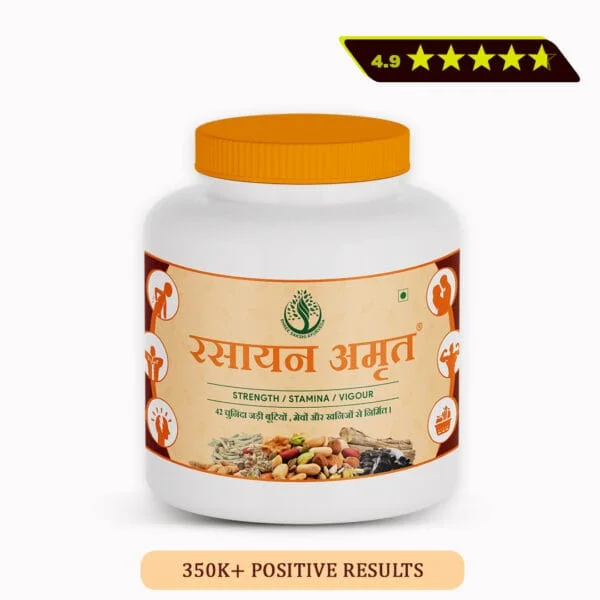 4.9
रसायन अमृत®
STRENGTH / STAMINA / VIGOUR
42 चुनिंदा जड़ी बूटियों, मेवों और खनिजों से निर्मित।
350K+ POSITIVE RESULTS